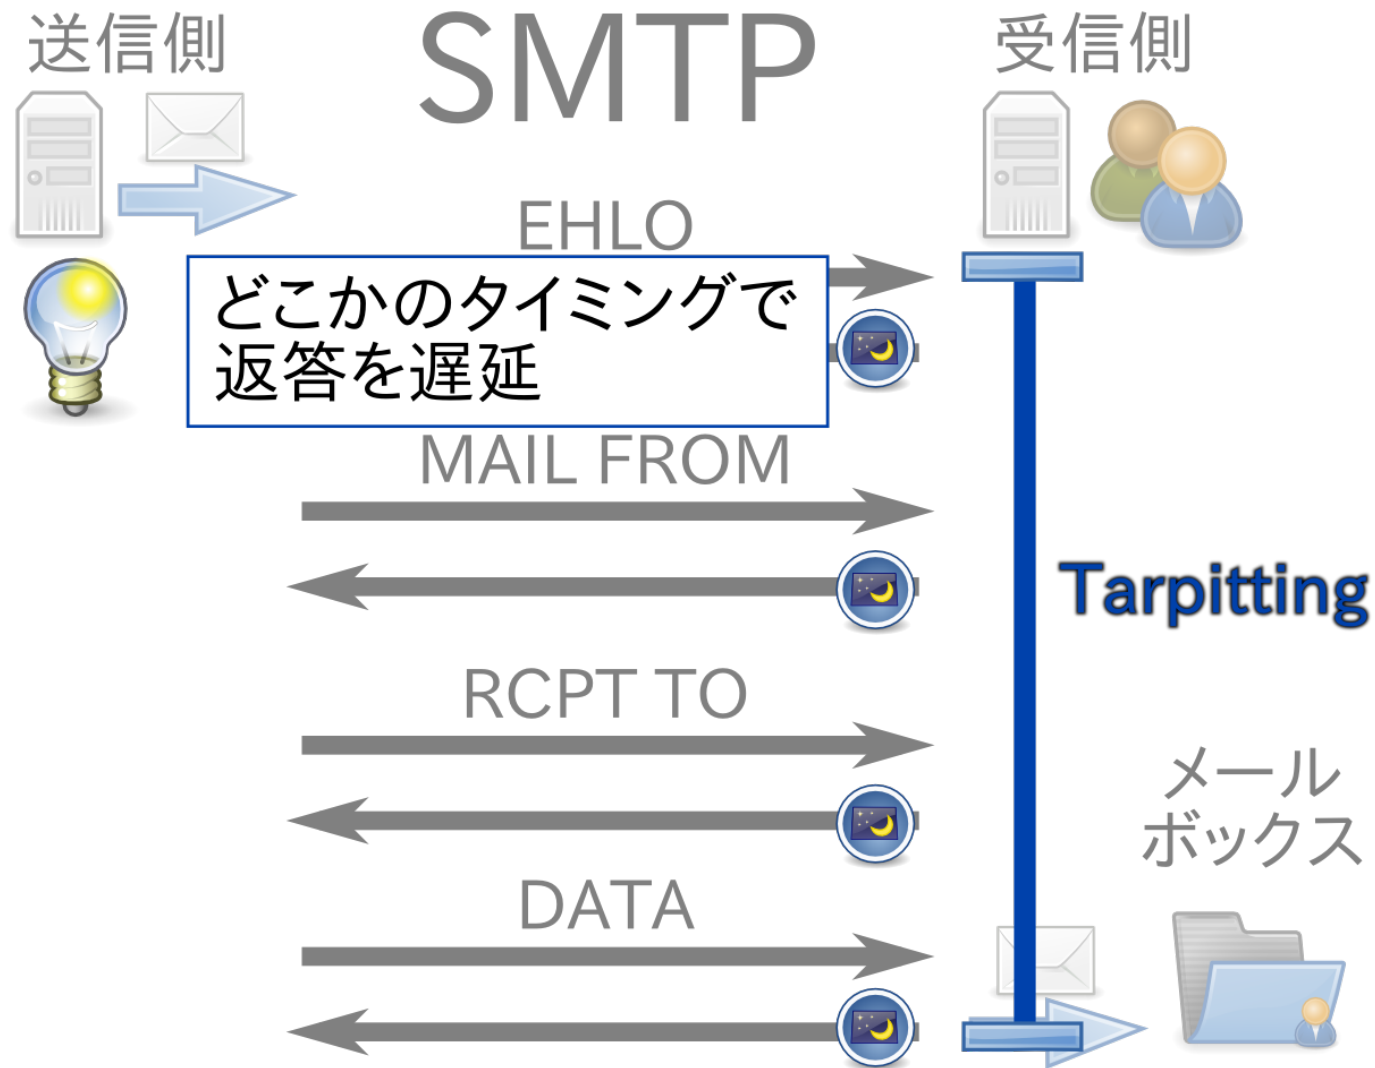 送信側
SMTP
受信側
EHLO
どこかのタイミングで
返答を遅延
MAIL FROM
Tarpitting
RCPT TO
メール
ボックス
DATA